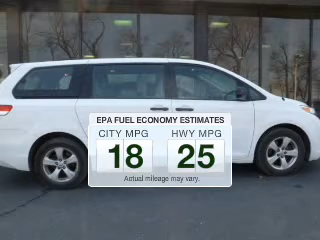 EPA FUEL ECONOMY ESTIMATES
CITY MPG HWY MPG
18 25
Actual mileage may vary.